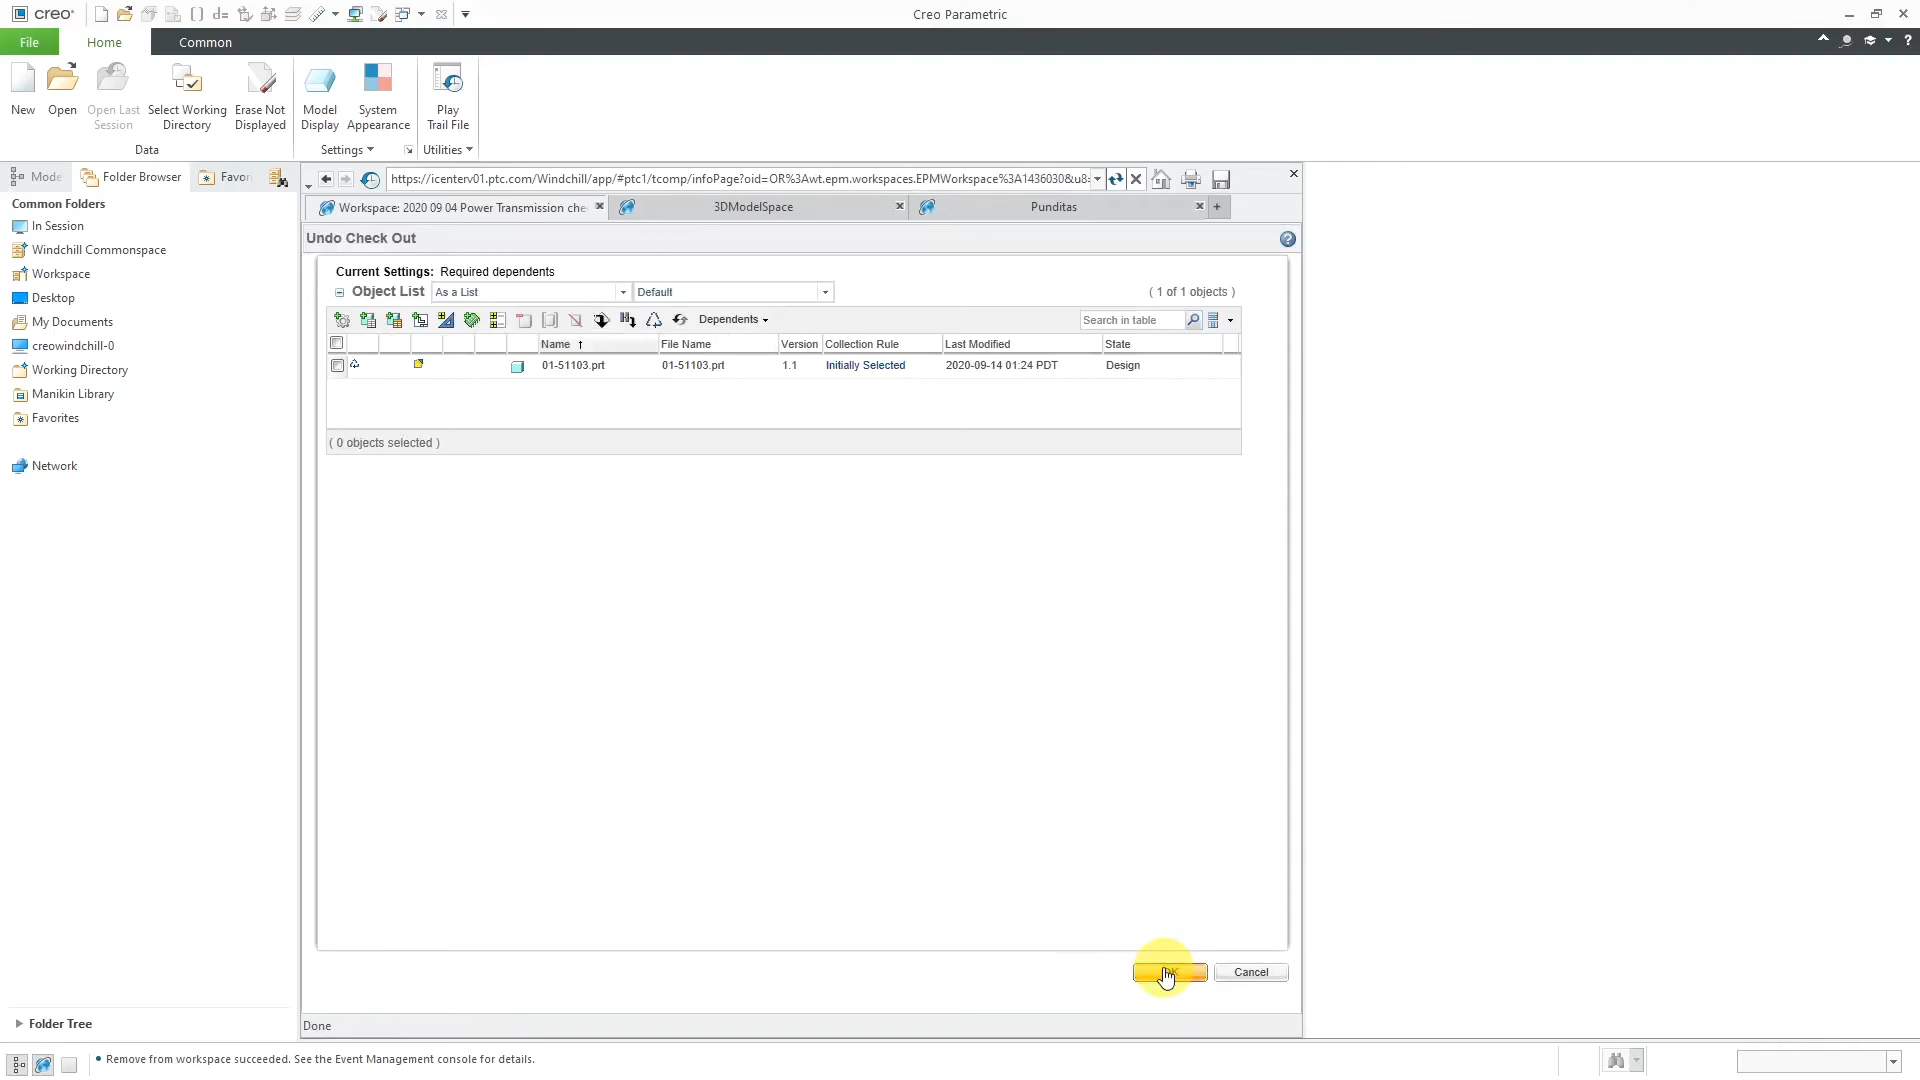 creo
Creo Parametric
File
Home
Common
New
Open
Open Last
Session
Select Working
Directory
Erase Not
Displayed
Model
Display
System
Appearance
Play
Trail File
Data
Settings
Utilities
Mode
Folder Browser
Favor
https://icenterv01.ptc.com/Windchill/app/#ptc1/tcomp/infoPage?oid=OR%3Awt.epm.workspaces.EPMWorkspace%3A1436030&u8=
Workspace: 2020 09 04 Power Transmission che
3DModelSpace
Punditas
Common Folders
In Session
Windchill Commonspace
Workspace
Desktop
My Documents
creowindchill-0
Working Directory
Manikin Library
Favorites
Network
Folder Tree
Undo Check Out
Current Settings: Required dependents
Object List
As a List
Default
( 1 of 1 objects )
Dependents
Search in table
Name
File Name
Version
Collection Rule
Last Modified
State
01-51103.prt
01-51103.prt
1.1
Initially Selected
2020-09-14 01:24 PDT
Design
( 0 objects selected )
Cancel
Done
Remove from workspace succeeded. See the Event Management console for details.